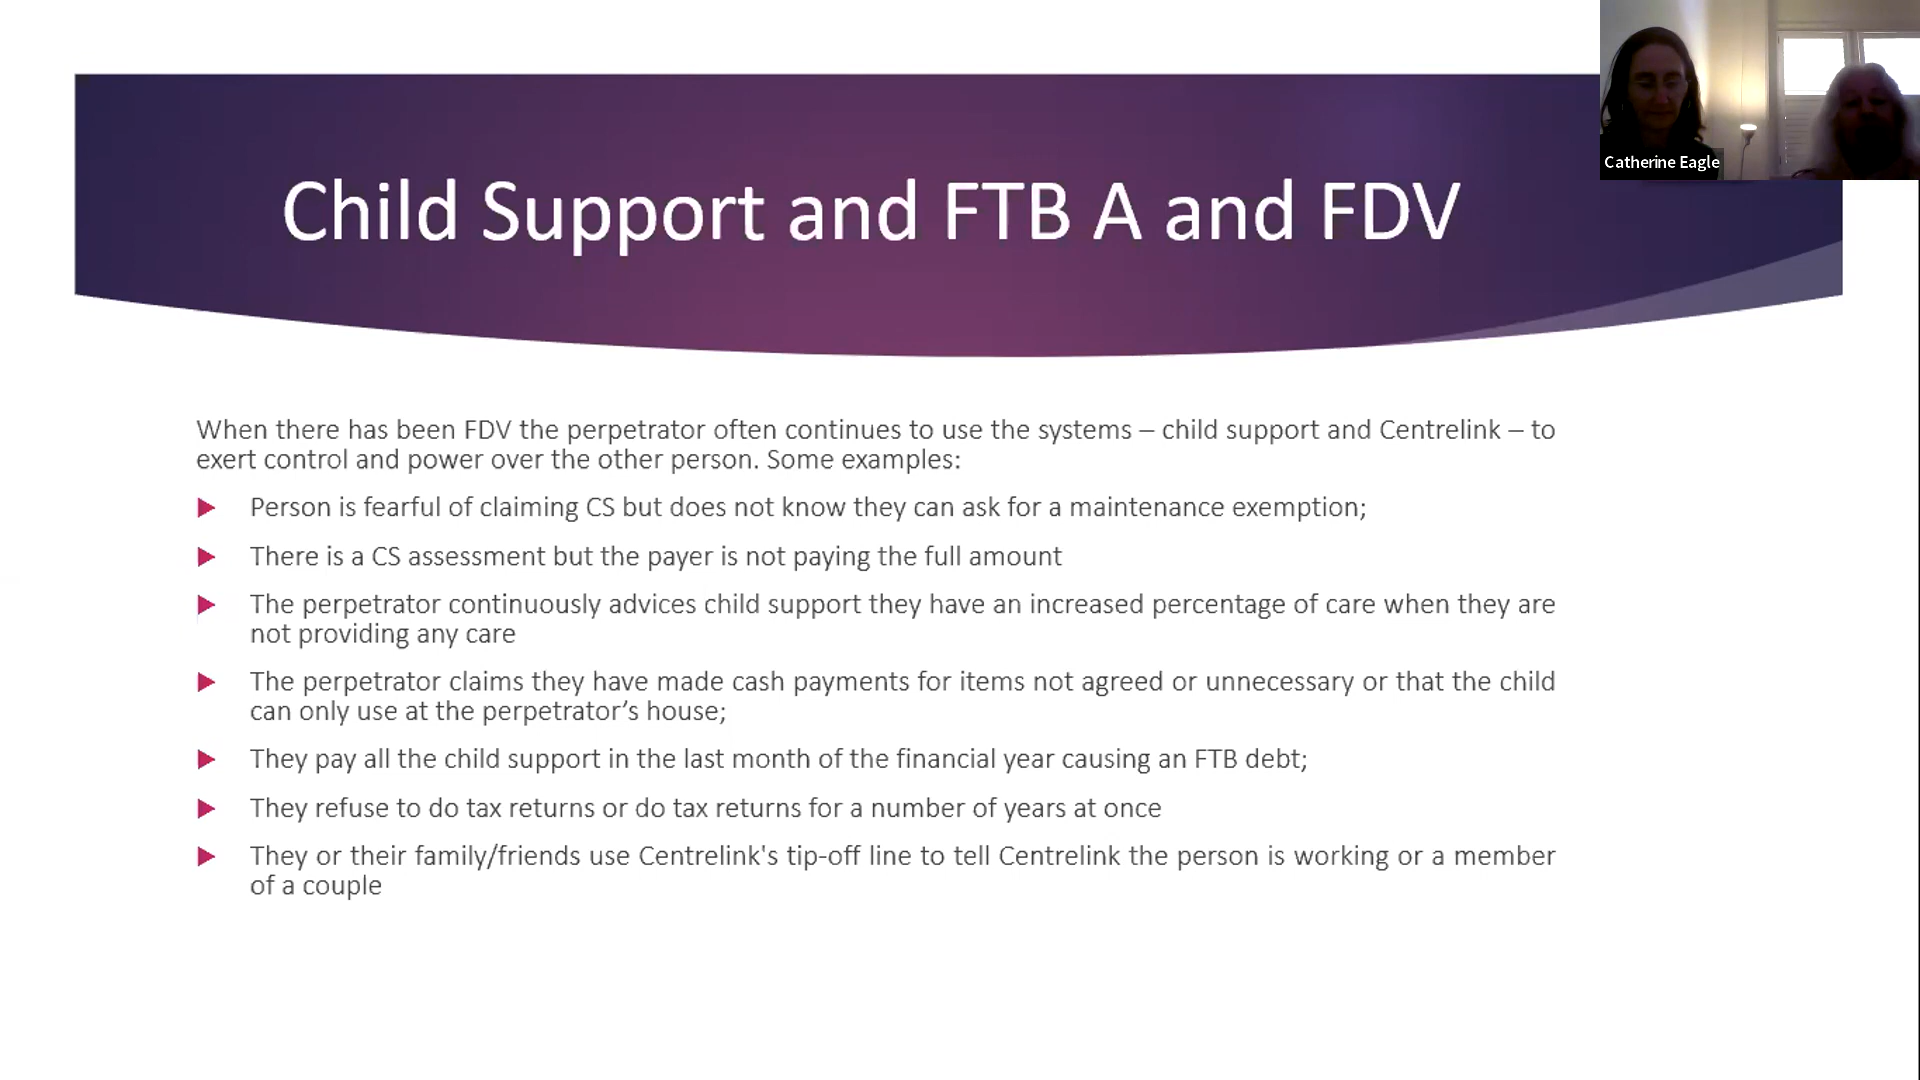 Catherine Eagle
Child Support and FTB A and FDV
When there has been FDV the perpetrator often continues to use the systems – child support and Centrelink – to
exert control and power over the other person. Some examples:
Person is fearful of claiming CS but does not know they can ask for a maintenance exemption;
There is a CS assessment but the payer is not paying the full amount
The perpetrator continuously advices child support they have an increased percentage of care when they are
not providing any care
The perpetrator claims they have made cash payments for items not agreed or unnecessary or that the child
can only use at the perpetrator’s house;
They pay all the child support in the last month of the financial year causing an FTB debt;
They refuse to do tax returns or do tax returns for a number of years at once
They or their family/friends use Centrelink's tip-off line to tell Centrelink the person is working or a member
of a couple